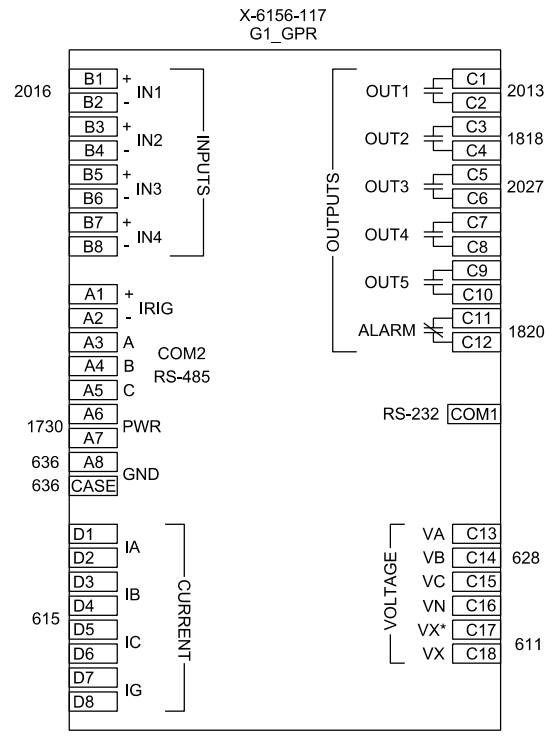 X-6156-117
G1_GPR
2016
B1 + IN1
B2 -
B3 + IN2
B4 -
B5 + IN3
B6 -
B7 + IN4
B8 -
INPUTS
A1 + IRIG
A2 -
A3 A
A4 B
A5 C
COM2
RS-485
1730
A6 PWR
A7
636 A8 GND
636 CASE
615
D1 IA
D2
D3 IB
D4
D5 IC
D6
D7 IG
D8
CURRENT
OUTPUTS
OUT1 C1 2013
C2
OUT2 C3 1818
C4
OUT3 C5 2027
C6
OUT4 C7
C8
OUT5 C9
C10
ALARM C11 1820
C12
RS-232 COM1
VOLTAGE
VA C13
VB C14 628
VC C15
VN C16
VX* C17 611
VX C18